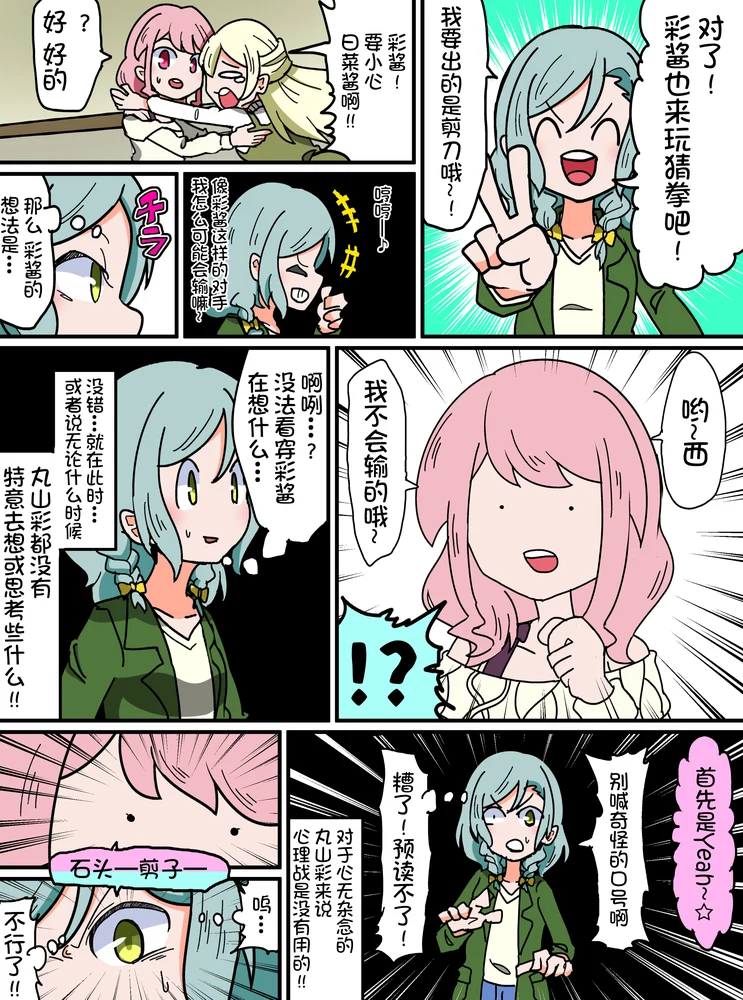 对了！
彩酱也来玩猜拳吧！
我要出的是剪刀哦~！
彩酱！
要小心
日菜酱啊!!
？
好 好的
哼哼—♪
像彩酱这样的对手
我怎么可能会输嘛~
チラ
那么 彩酱的
想法是…
哟~西
我不会输的哦~
!?
啊咧…？
没法看穿彩酱
在想什么…
没错…就在此时…
或者说无论什么时候
丸山彩都没有
特意去想或思考些什么!!
首先是Yeah~☆
别喊奇怪的口号啊
糟了！预读不了！
对于心无杂念的
丸山彩来说
心理战是没有用的!!
石头—剪子—
呜…
不行了!!